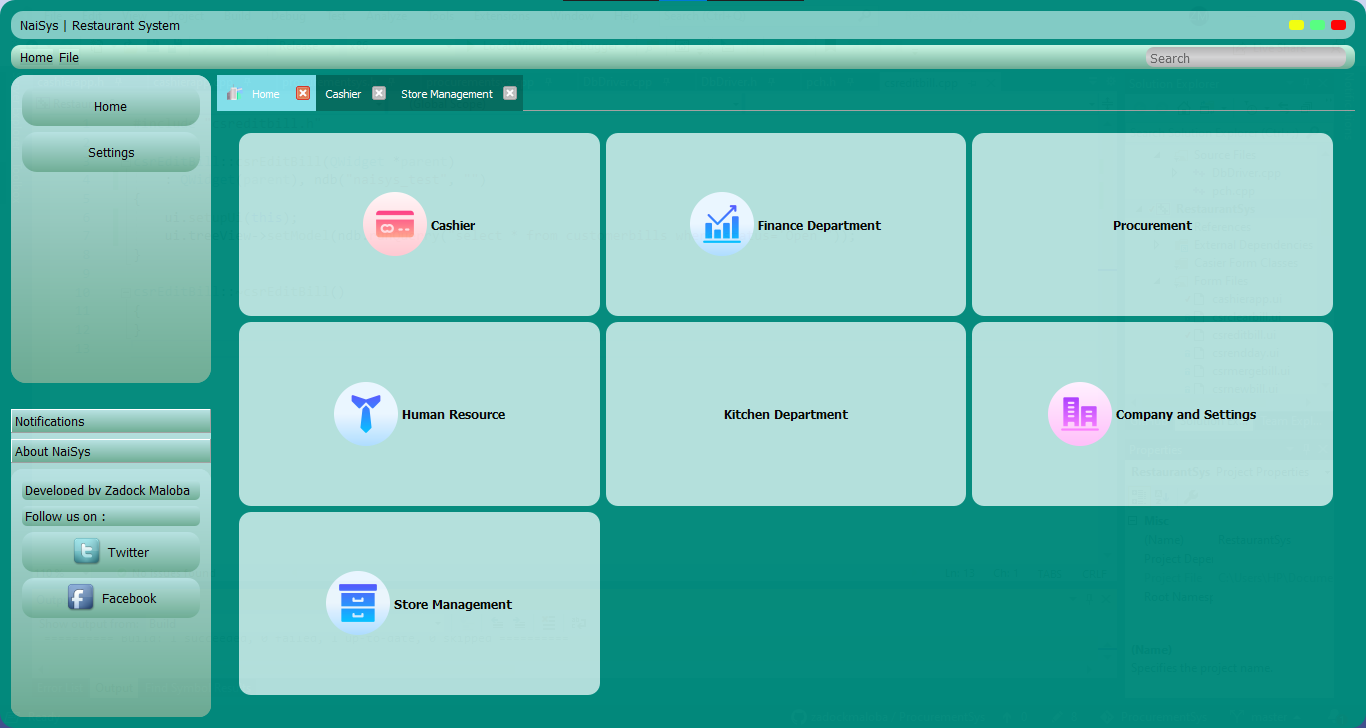 NaiSys | Restaurant System
Home File
Search
Home
Settings
Home
Cashier
Store Management
Cashier
Finance Department
Procurement
Human Resource
Kitchen Department
Company and Settings
Store Management
Notifications
About NaiSys
Developed by Zadock Maloba
Follow us on :
Twitter
Facebook